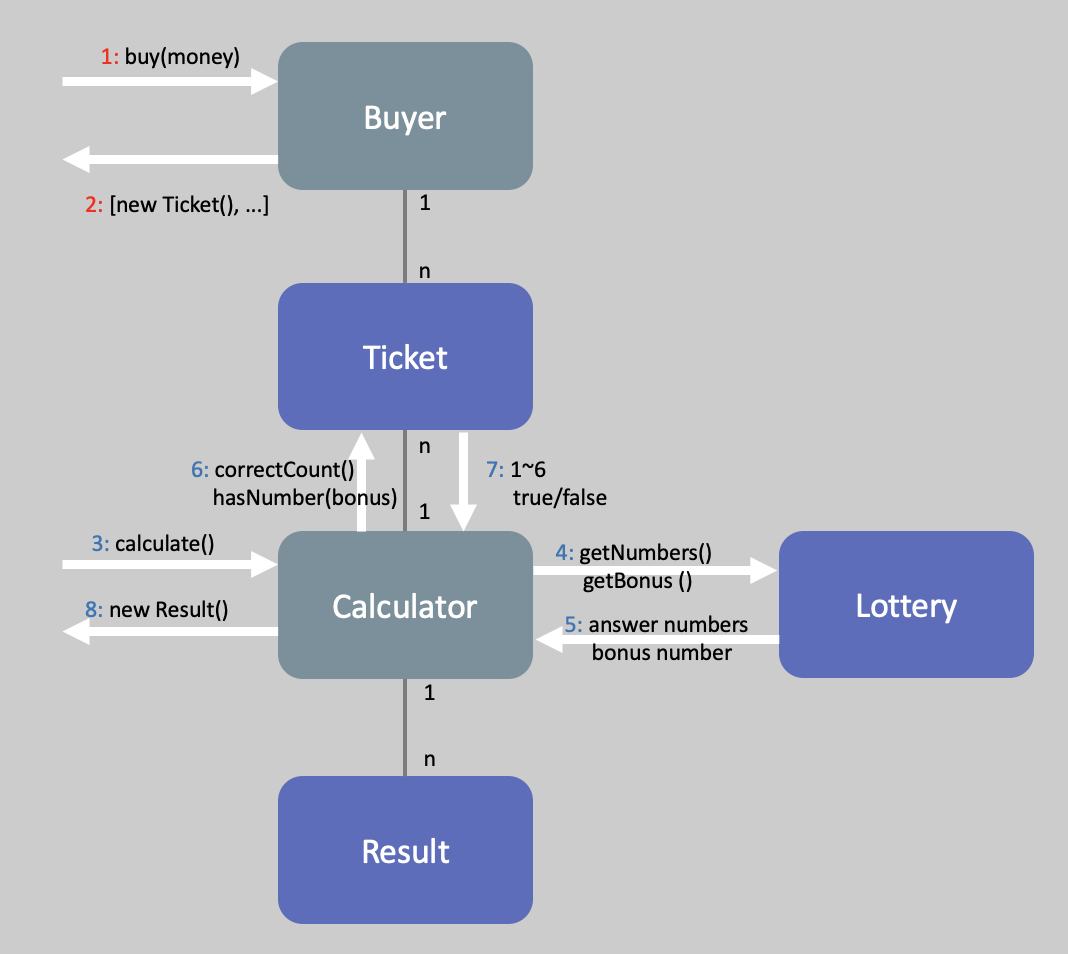 1: buy(money)
Buyer
2: [new Ticket(), ...]
1
n
Ticket
n
6: correctCount()
hasNumber(bonus)
7: 1~6
true/false
1
3: calculate()
8: new Result()
Calculator
4: getNumbers()
getBonus ()
5: answer numbers
bonus number
Lottery
1
n
Result